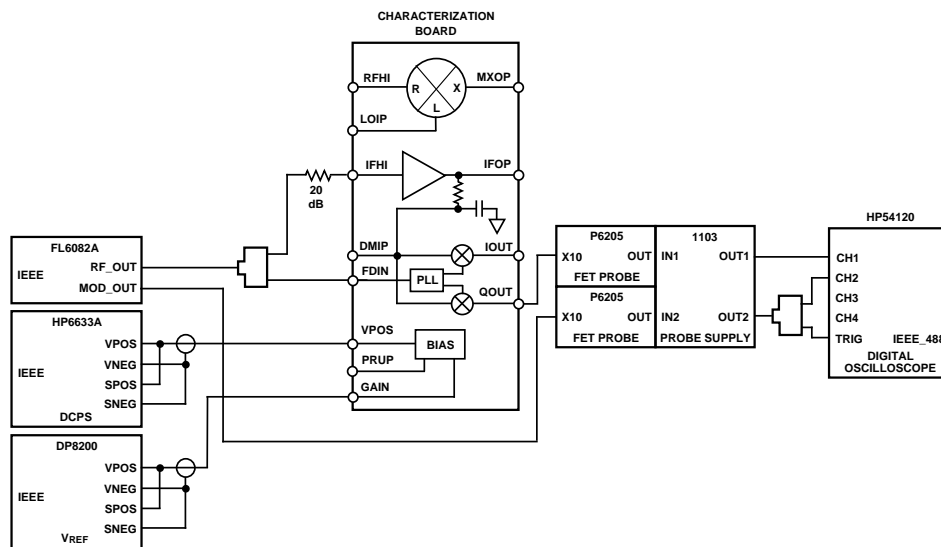 CHARACTERIZATION
BOARD
RFHI
R
X
L
MXOP
LOIP
IFHI
IFOP
20
dB
DMIP
IOUT
FDIN
PLL
QOUT
VPOS
BIAS
PRUP
GAIN
FL6082A
IEEE
RF_OUT
MOD_OUT
HP6633A
VPOS
IEEE
VNEG
SPOS
SNEG
DCPS
DP8200
VPOS
IEEE
VNEG
SPOS
SNEG
VREF
P6205
X10
OUT
FET PROBE
P6205
X10
OUT
FET PROBE
1103
IN1
OUT1
IN2
OUT2
PROBE SUPPLY
HP54120
CH1
CH2
CH3
CH4
TRIG
IEEE_488
DIGITAL
OSCILLOSCOPE